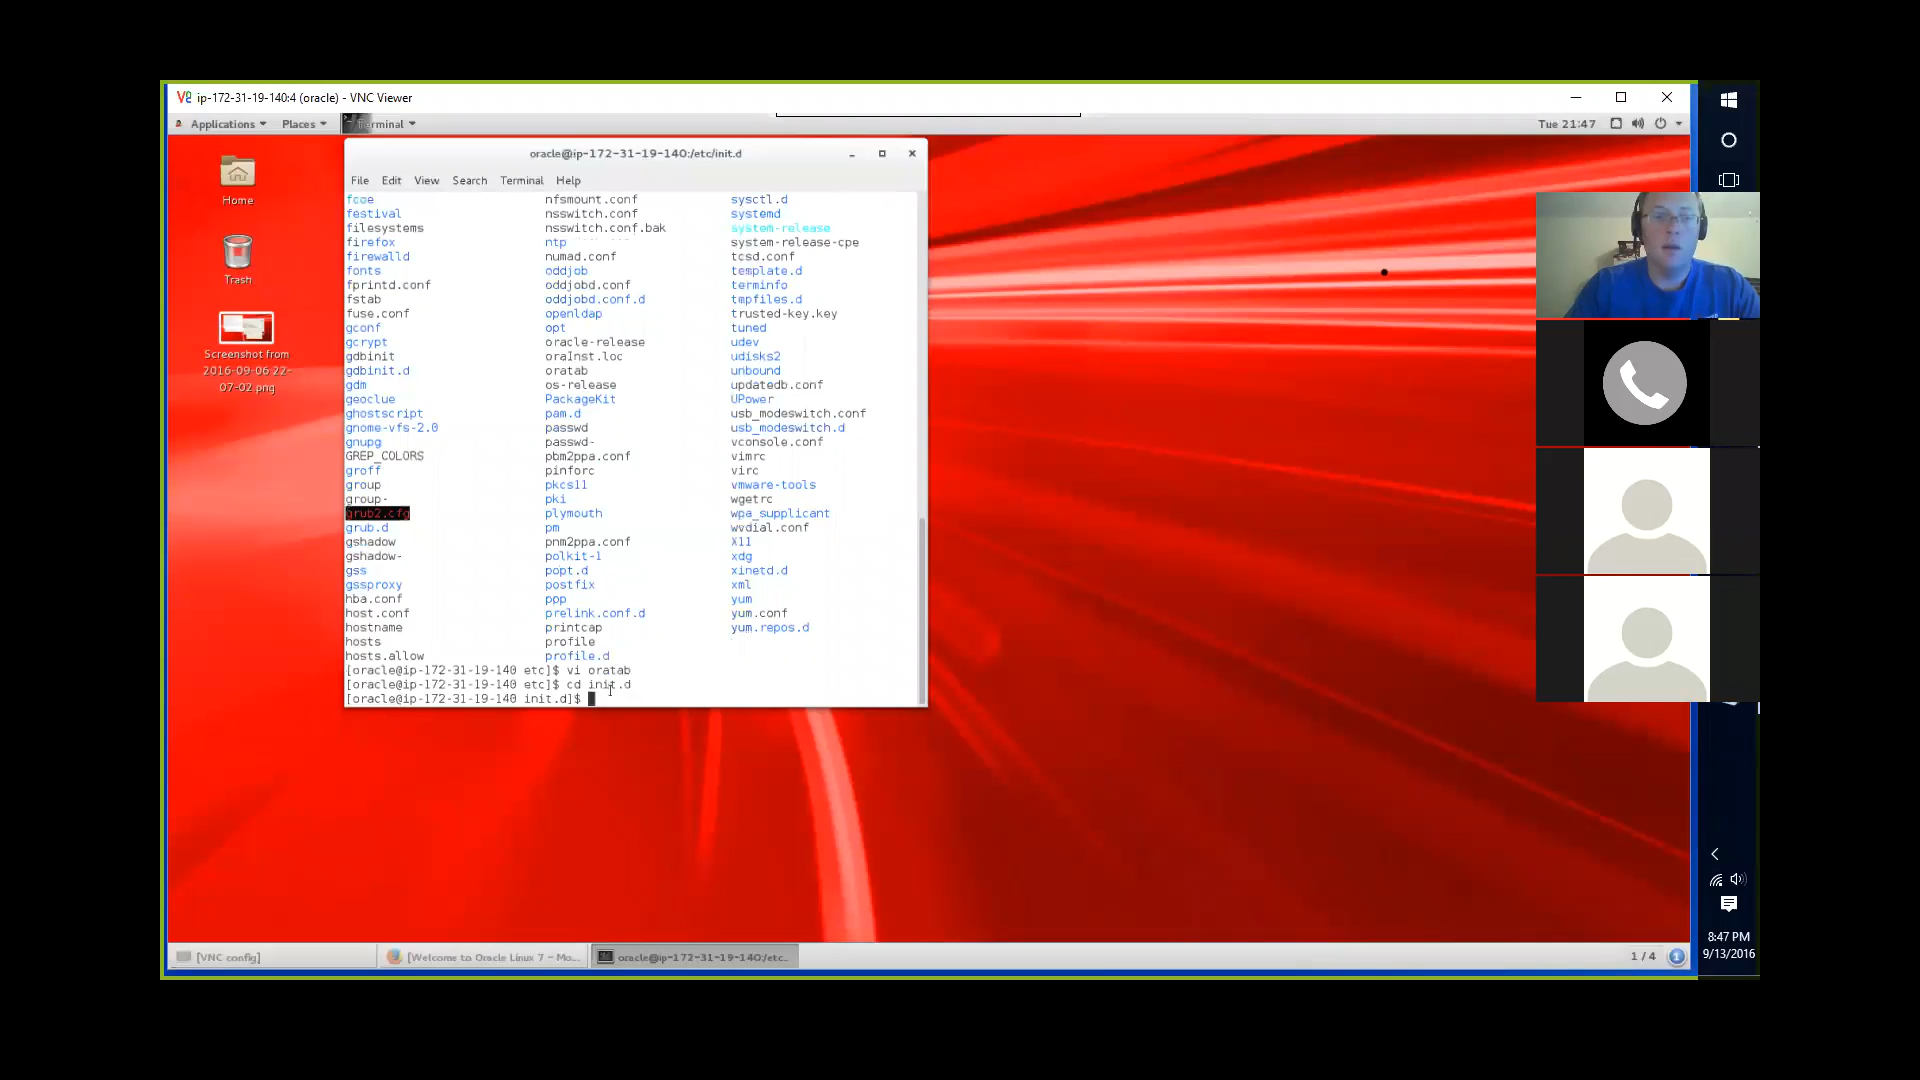 ip-172-31-19-140:4 (oracle) - VNC Viewer
Applications Places Terminal
Tue 21:47
Home
Trash
Screenshot from
2016-09-06 22-
07-02.png
oracle@ip-172-31-19-140:/etc/init.d
File Edit View Search Terminal Help
fcoe nfsmount.conf sysctl.d
festival nsswitch.conf systemd
filesystems nsswitch.conf.bak system-release
firefox ntp system-release-cpe
firewalld numad.conf tcsd.conf
fonts oddjob template.d
fprintd.conf oddjobd.conf terminfo
fstab oddjobd.conf.d tmpfiles.d
fuse.conf openldap trusted-key.key
gconf opt tuned
gcrypt oracle-release udev
gdbinit oraInst.loc udisks2
gdbinit.d oratab unbound
gdm os-release updatedb.conf
geoclue PackageKit UPower
ghostscript pam.d usb_modeswitch.conf
gnome-vfs-2.0 passwd usb_modeswitch.d
gnupg passwd- vconsole.conf
GREP_COLORS pbm2ppa.conf vimrc
groff pinforc virc
group pkcs11 vmware-tools
group- pki wgetrc
grub2.cfg plymouth wpa_supplicant
grub.d pm wvdial.conf
gshadow pnm2ppa.conf X11
gshadow- polkit-1 xdg
gss popt.d xinetd.d
gssproxy postfix xml
hba.conf ppp yum
host.conf prelink.conf.d yum.conf
hostname printcap yum.repos.d
hosts profile
hosts.allow profile.d
[oracle@ip-172-31-19-140 etc]$ vi oratab
[oracle@ip-172-31-19-140 etc]$ cd init.d
[oracle@ip-172-31-19-140 init.d]$
[VNC config] [Welcome to Oracle Linux 7 - Mo... oracle@ip-172-31-19-140:/etc...
1 / 4
1
8:47 PM
9/13/2016